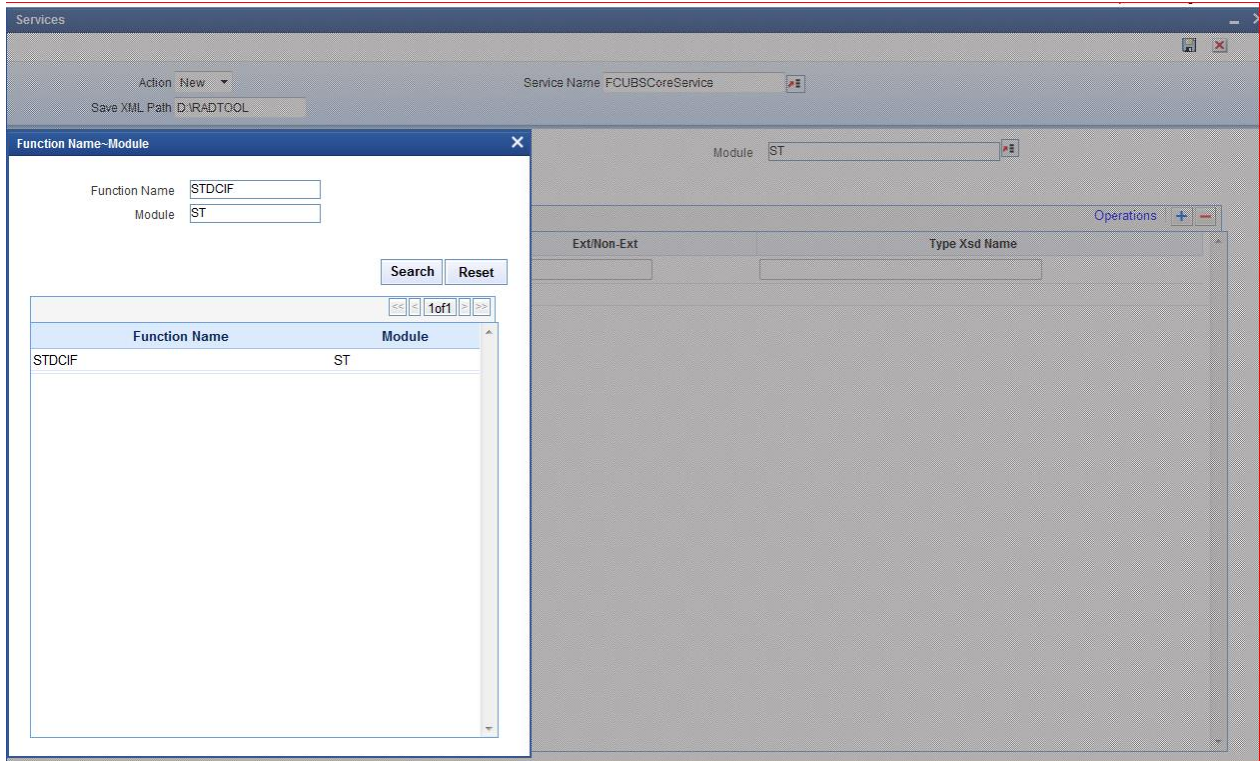 Services
Action New
Service Name FCUBSCoreService
Save XML Path D:\RADTOOL
Function Name~Module
Module ST
Function Name STDCIF
Module ST
Operations + −
Ext/Non-Ext Type Xsd Name
Search Reset
<< < 1of1 > >>
Function Name Module
STDCIF ST